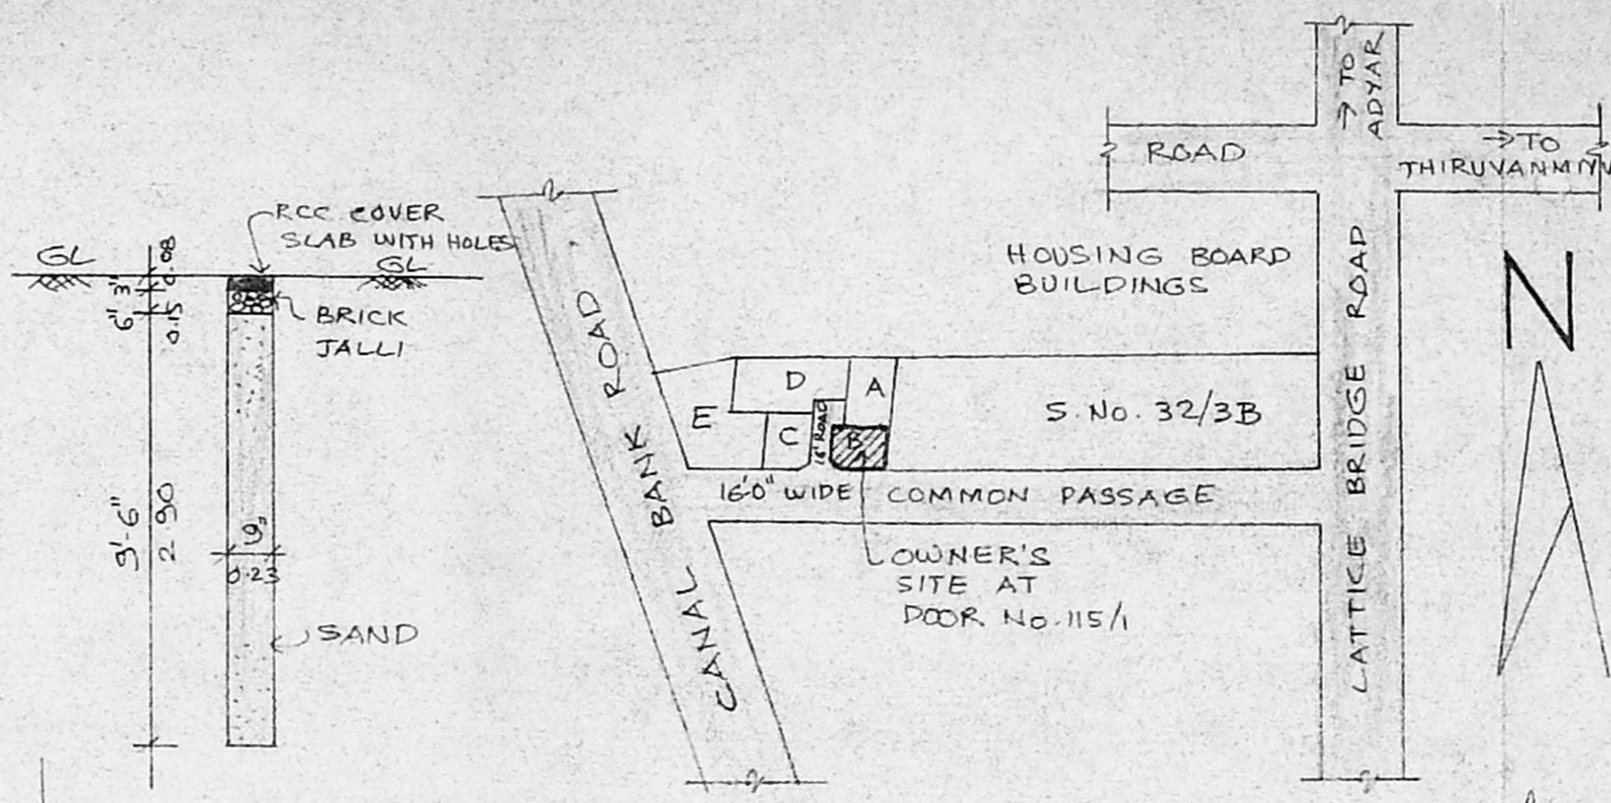 RCC COVER
SLAB WITH HOLES
GL
GL
3"
0.08
6"
0.15
BRICK
JALLI
9'-6"
2.90
9"
0.23
SAND
CANAL BANK ROAD
ROAD
→ TO
ADYAR
→ TO
HOUSING BOARD
BUILDINGS
LATTICE BRIDGE ROAD
N
A
B
C
D
E
16' ROAD
S. No. 32/3B
16'0" WIDE COMMON PASSAGE
OWNER'S
SITE AT
DOOR No. 115/1